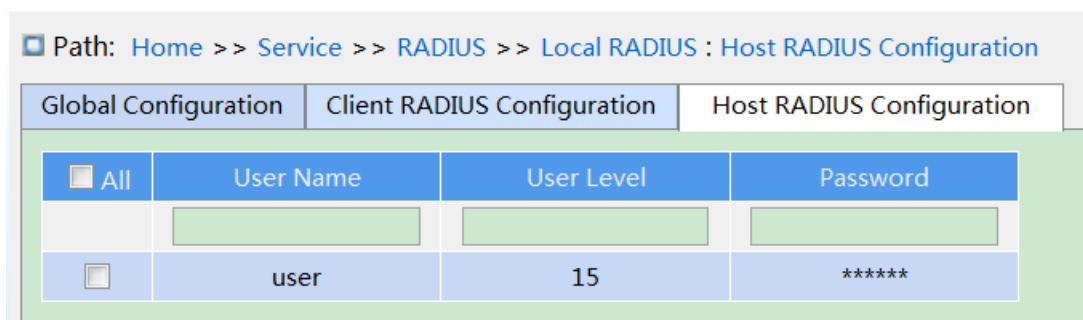 Path: Home >> Service >> RADIUS >> Local RADIUS : Host RADIUS Configuration
Global Configuration Client RADIUS Configuration Host RADIUS Configuration
All User Name User Level Password
user 15 ******